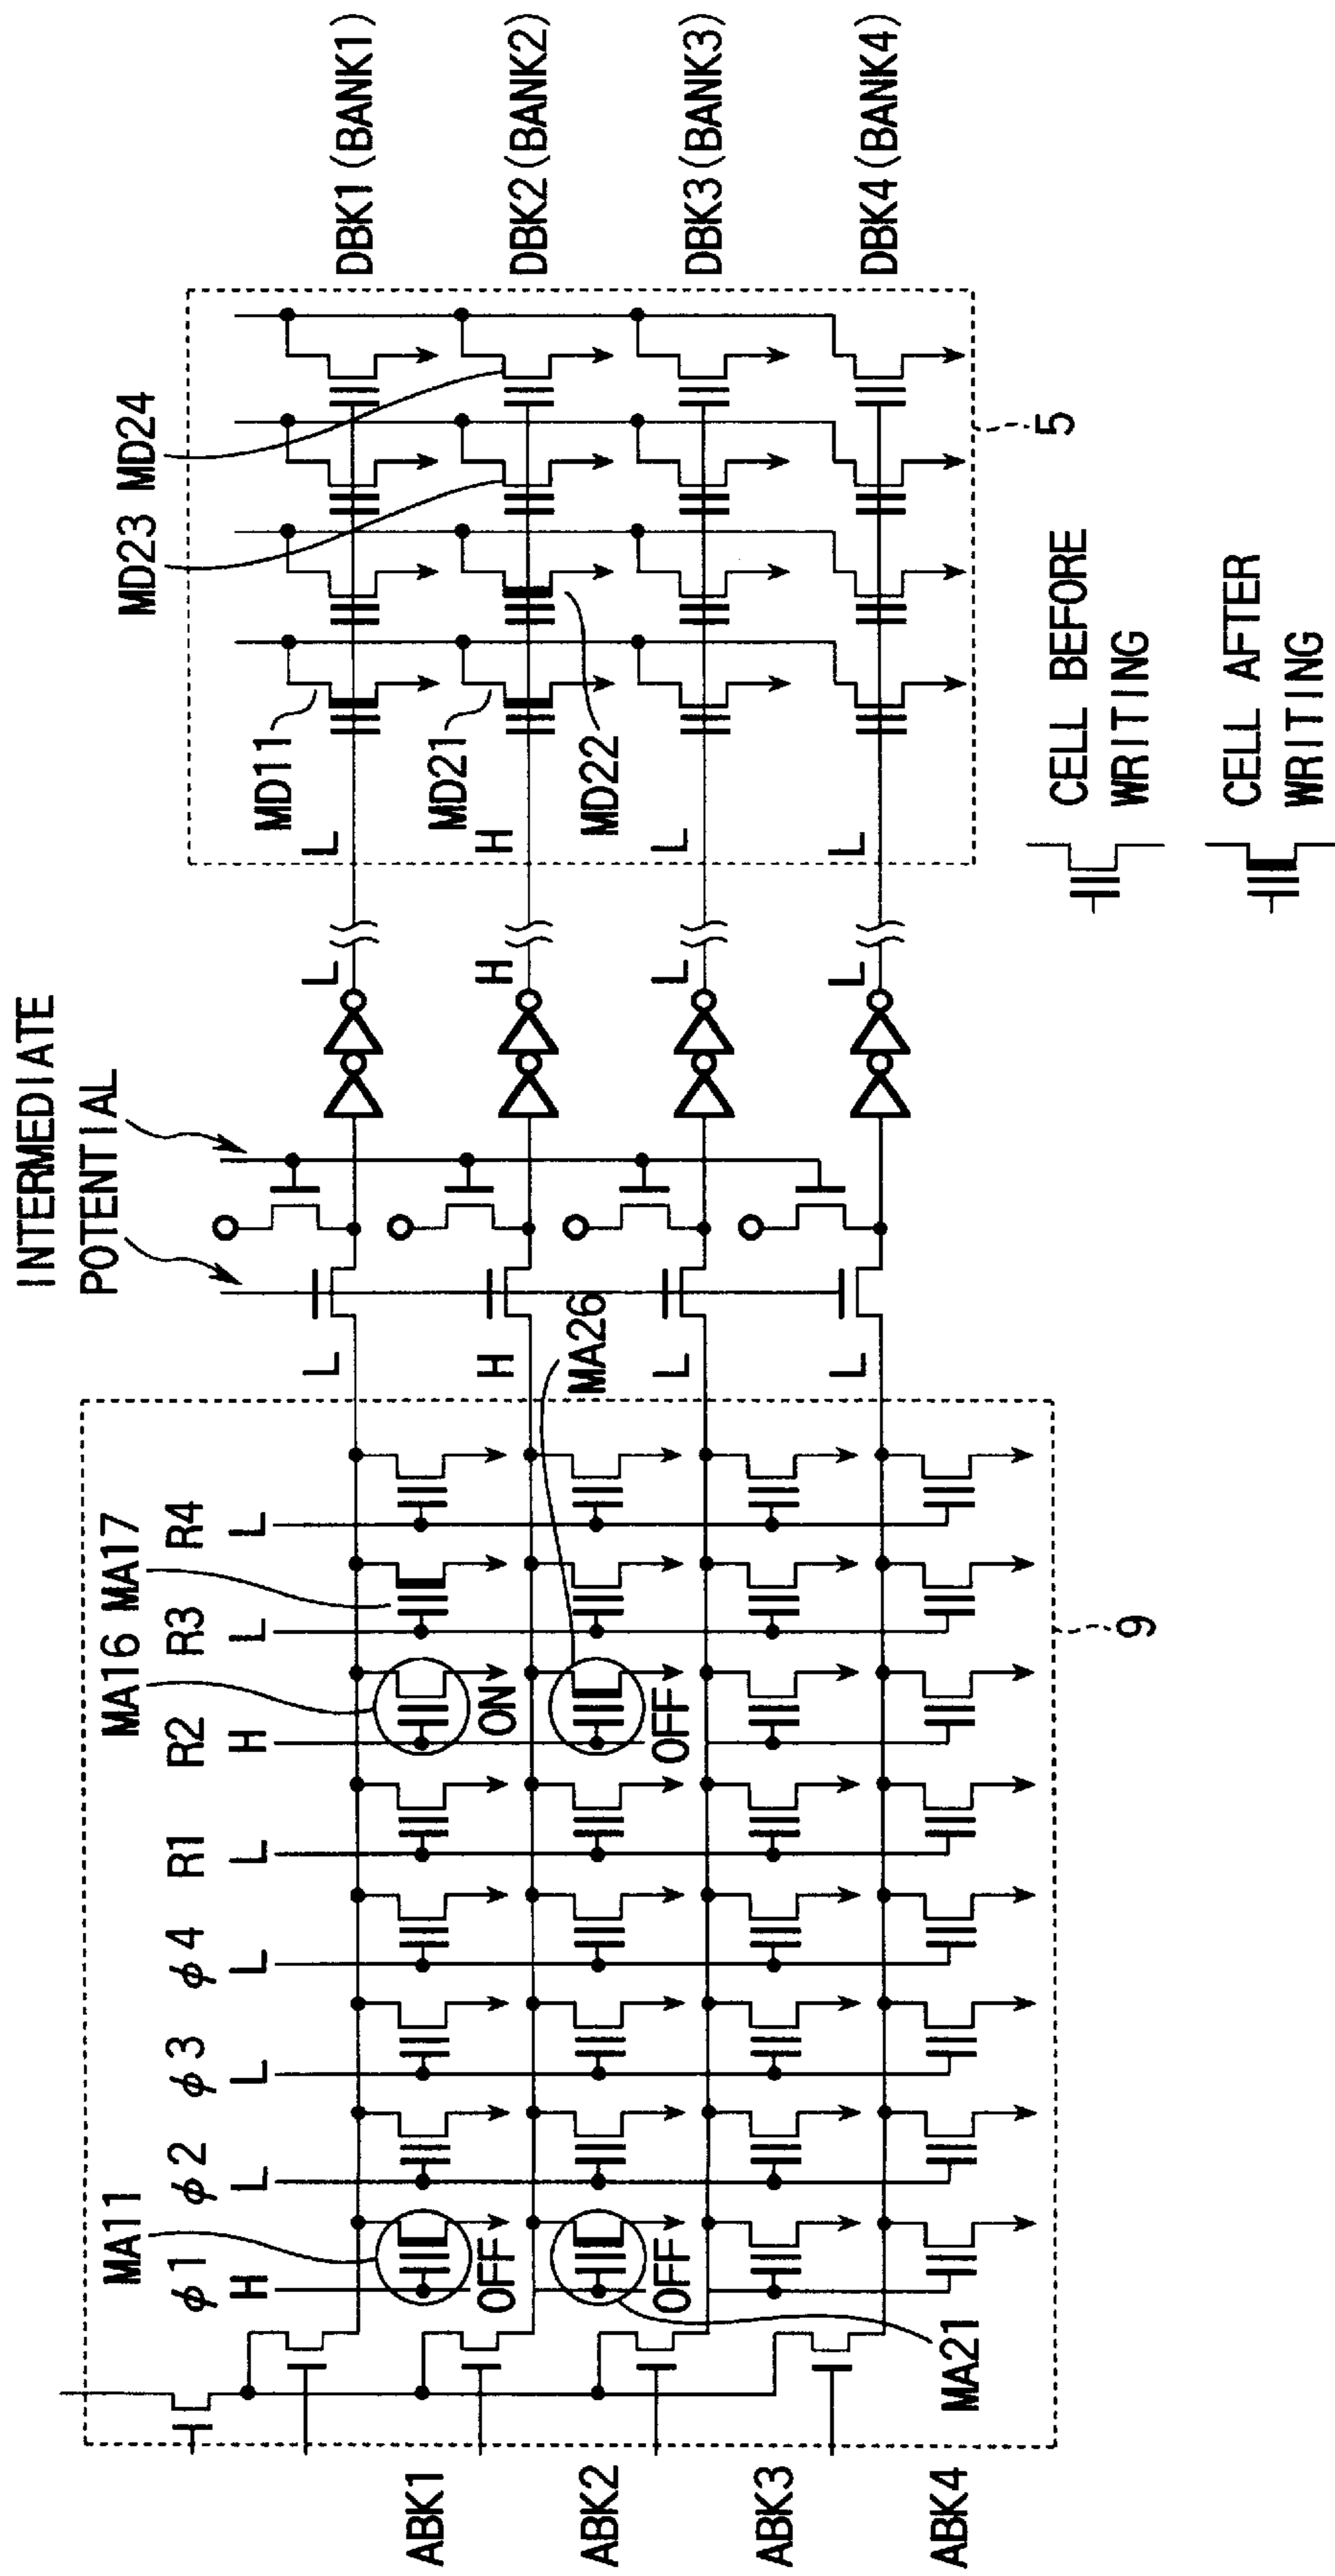 INTERMEDIATE
POTENTIAL
MA11
MA16 MA17
φ1 φ2 φ3 φ4 R1 R2 R3 R4
H L L L L H L L
ABK1
ABK2
ABK3
ABK4
OFF
ON
OFF
OFF
MA21
MA26
9
L
H
L
L
L
H
L
L
L
H
L
L
MD23 MD24
MD11
MD21
MD22
5
DBK1(BANK1)
DBK2(BANK2)
DBK3(BANK3)
DBK4(BANK4)
CELL BEFORE
WRITING
CELL AFTER
WRITING